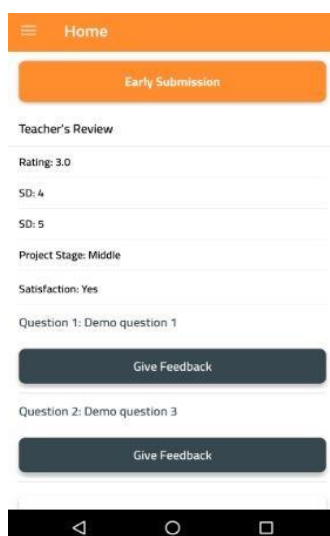 Home
Early Submission
Teacher's Review
Rating: 3.0
SD: 4
SD: 5
Project Stage: Middle
Satisfaction: Yes
Question 1: Demo question 1
Give Feedback
Question 2: Demo question 3
Give Feedback